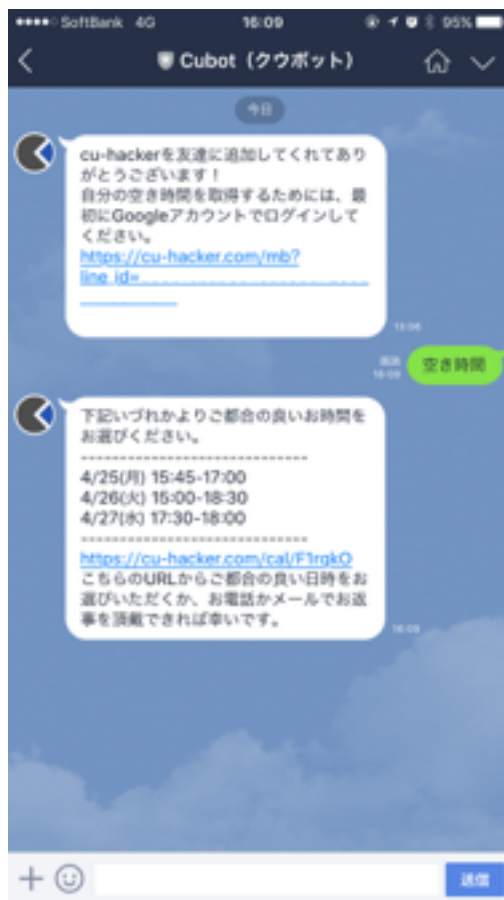 SoftBank 4G 16:09 95%
Cubot（クウボット）
今日
cu-hackerを友達に追加してくれてあり
がとうございます！
自分の空き時間を取得するためには、最
初にGoogleアカウントでログインして
ください。
https://cu-hacker.com/mb?
line_id=
13:06
空き時間
既読
16:09
下記いづれかよりご都合の良いお時間を
お選びください。
------------------------------
4/25(月) 15:45-17:00
4/26(火) 15:00-18:30
4/27(水) 17:30-18:00
------------------------------
https://cu-hacker.com/cal/F1rgkO
こちらのURLからご都合の良い日時をお
選びいただくか、お電話かメールでお返
事を頂戴できれば幸いです。
16:09
送信